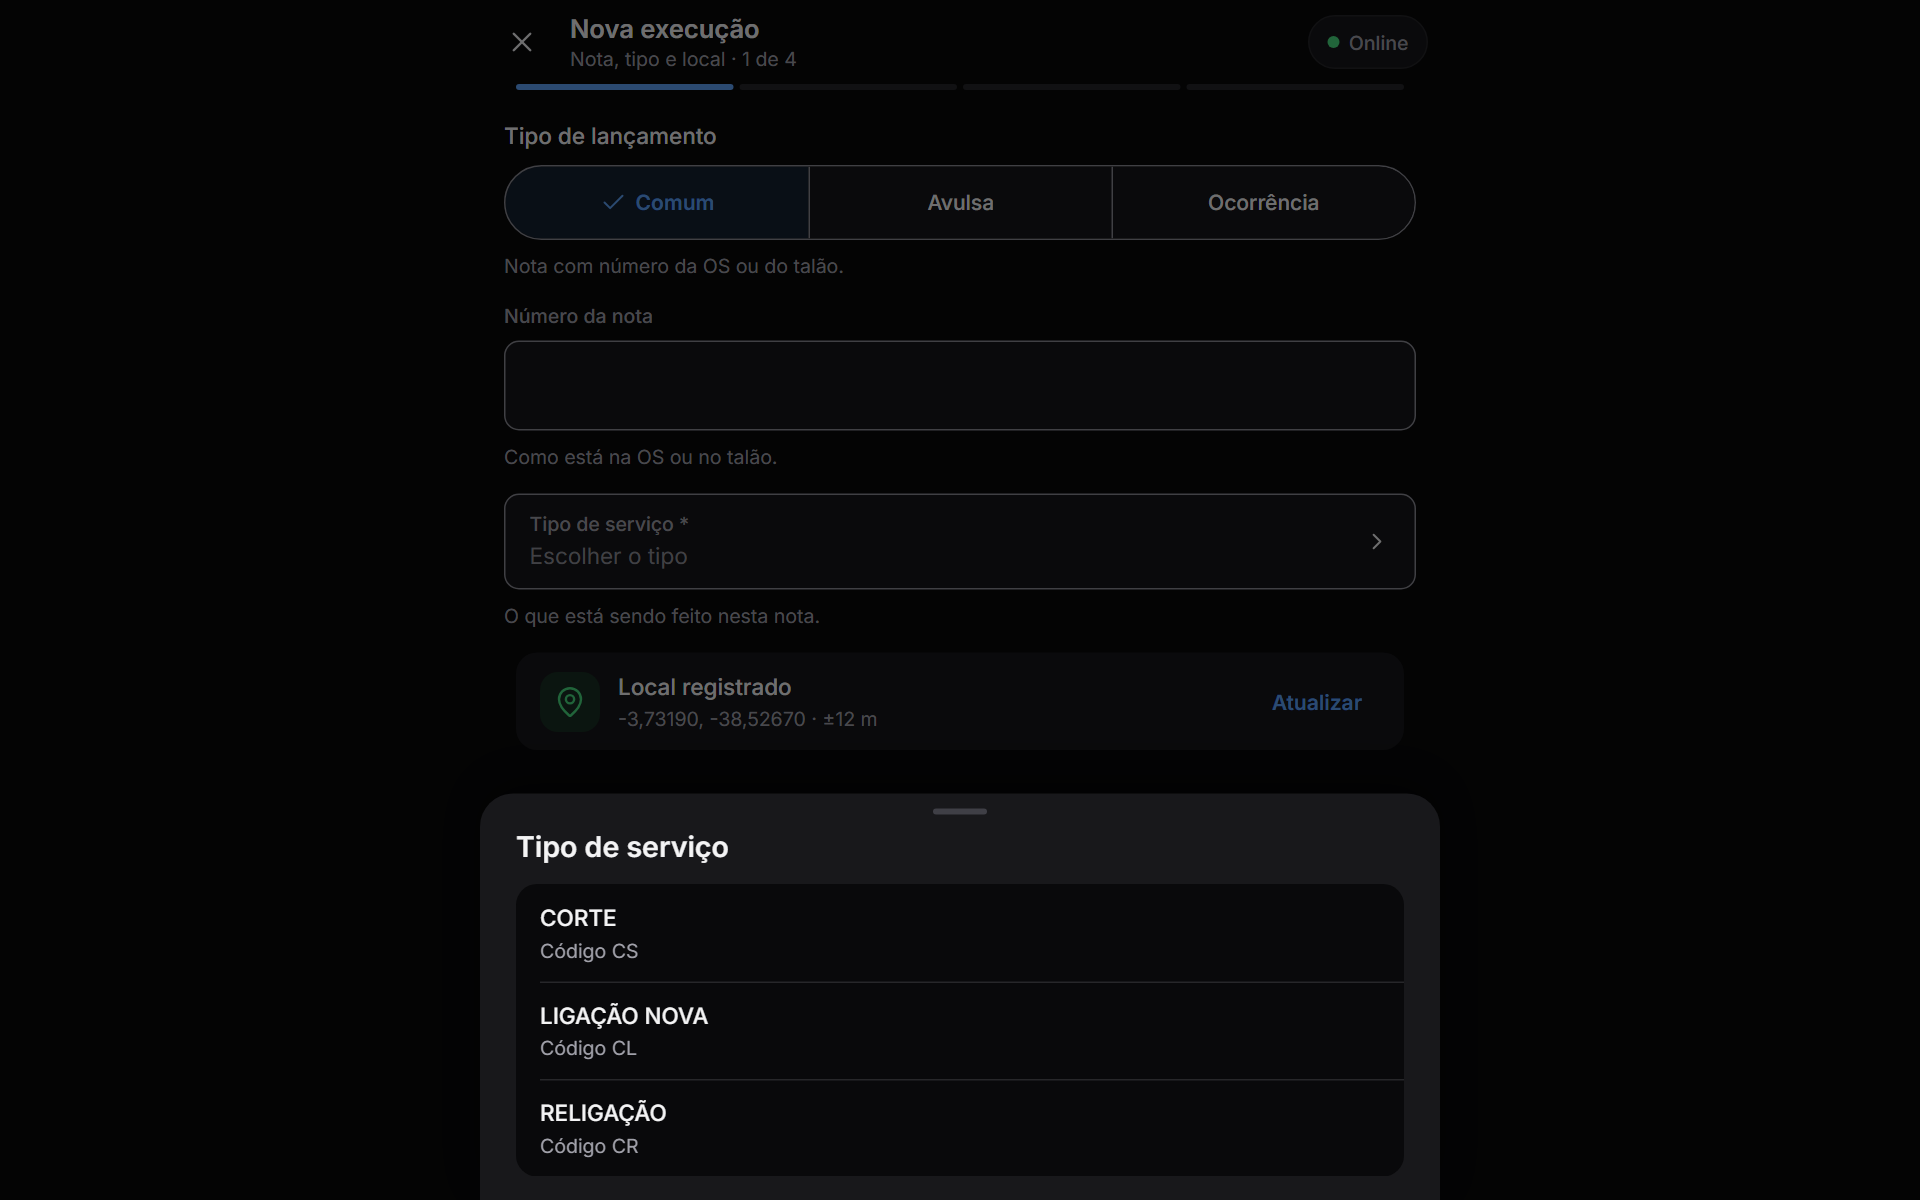 Nova execução
Nota, tipo e local · 1 de 4
Online
Tipo de lançamento
Comum
Avulsa
Ocorrência
Nota com número da OS ou do talão.
Número da nota
Como está na OS ou no talão.
Tipo de serviço *
Escolher o tipo
O que está sendo feito nesta nota.
Local registrado
-3,73190, -38,52670 · ±12 m
Atualizar
Tipo de serviço
CORTE
Código CS
LIGAÇÃO NOVA
Código CL
RELIGAÇÃO
Código CR